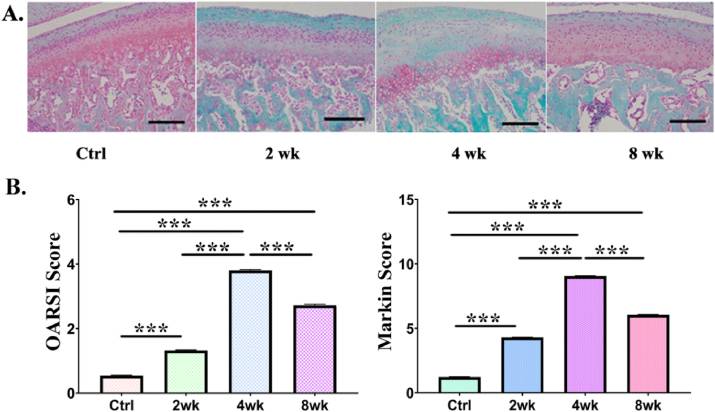 A.
Ctrl 2 wk 4 wk 8 wk
B.
OARSI Score
6
4
2
0
***
***
*** ***
***
Ctrl 2wk 4wk 8wk
Markin Score
15
10
5
0
***
***
*** ***
***
Ctrl 2wk 4wk 8wk